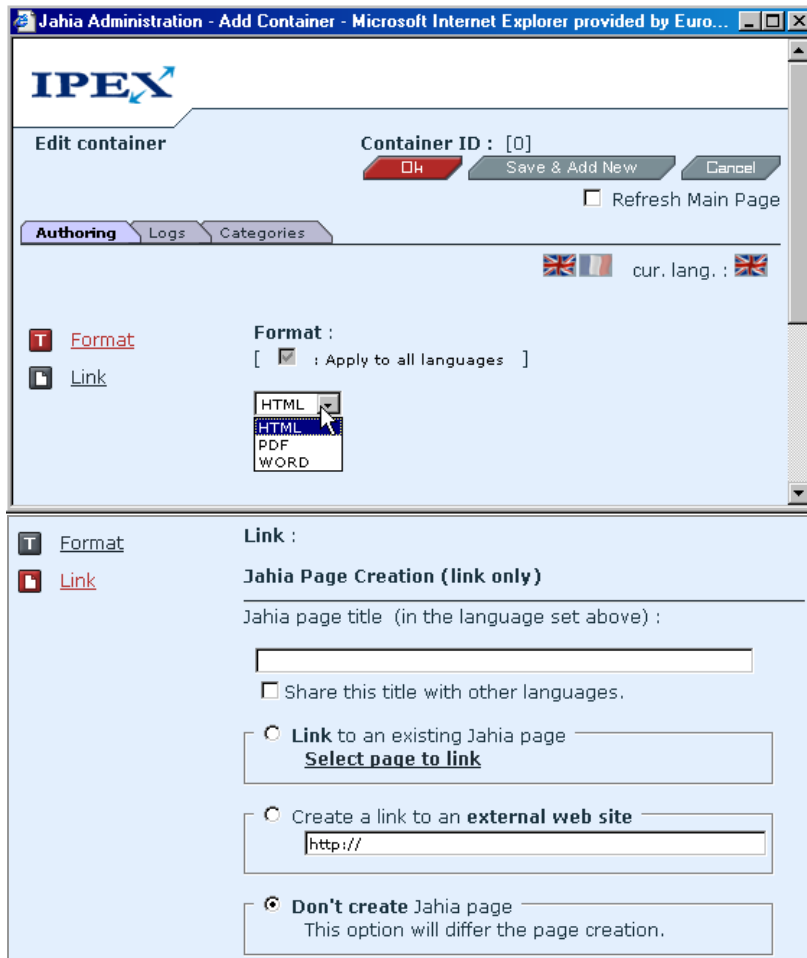 Jahia Administration - Add Container - Microsoft Internet Explorer provided by Euro...
IPEX
Edit container
Container ID : [0]
Ok
Save & Add New
Cancel
Refresh Main Page
Authoring
Logs
Categories
cur. lang. :
T Format
Link
Format :
[ : Apply to all languages ]
HTML
HTML
PDF
WORD
T Format
Link
Link :
Jahia Page Creation (link only)
Jahia page title (in the language set above) :
Share this title with other languages.
Link to an existing Jahia page
Select page to link
Create a link to an external web site
http://
Don't create Jahia page
This option will differ the page creation.